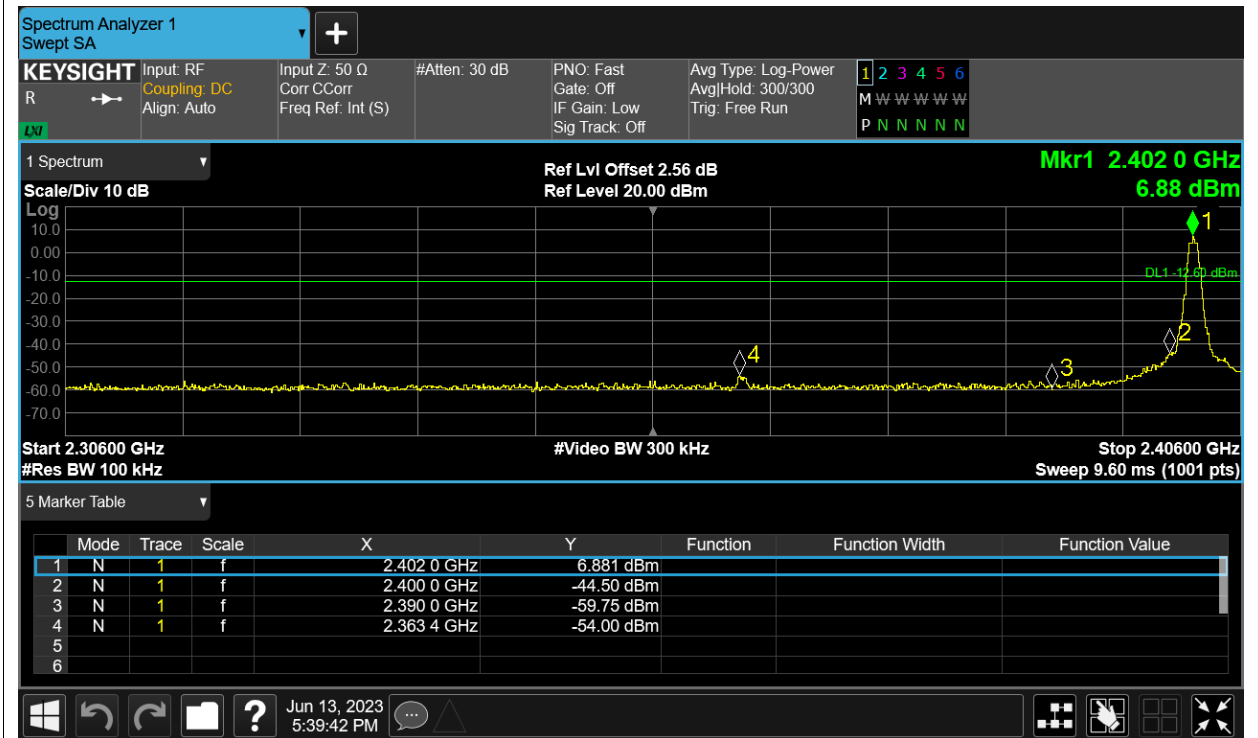 Spectrum Analyzer 1
Swept SA
KEYSIGHT
R
LXI
Input: RF
Coupling: DC
Align: Auto
Input Z: 50 Ω
Corr CCorr
Freq Ref: Int (S)
#Atten: 30 dB
PNO: Fast
Gate: Off
IF Gain: Low
Sig Track: Off
Avg Type: Log-Power
Avg|Hold: 300/300
Trig: Free Run
1 2 3 4 5 6
M W W W W W
P N N N N N
1 Spectrum
Scale/Div 10 dB
Ref Lvl Offset 2.56 dB
Ref Level 20.00 dBm
Mkr1 2.402 0 GHz
6.88 dBm
Log
10.0
0.00
-10.0
-20.0
-30.0
-40.0
-50.0
-60.0
-70.0
1
DL1 -12.60 dBm
2
4
3
Start 2.30600 GHz
#Video BW 300 kHz
Stop 2.40600 GHz
#Res BW 100 kHz
Sweep 9.60 ms (1001 pts)
5 Marker Table
Mode Trace Scale X Y Function Function Width Function Value
1 N 1 f 2.402 0 GHz 6.881 dBm
2 N 1 f 2.400 0 GHz -44.50 dBm
3 N 1 f 2.390 0 GHz -59.75 dBm
4 N 1 f 2.363 4 GHz -54.00 dBm
5
6
?
Jun 13, 2023
5:39:42 PM